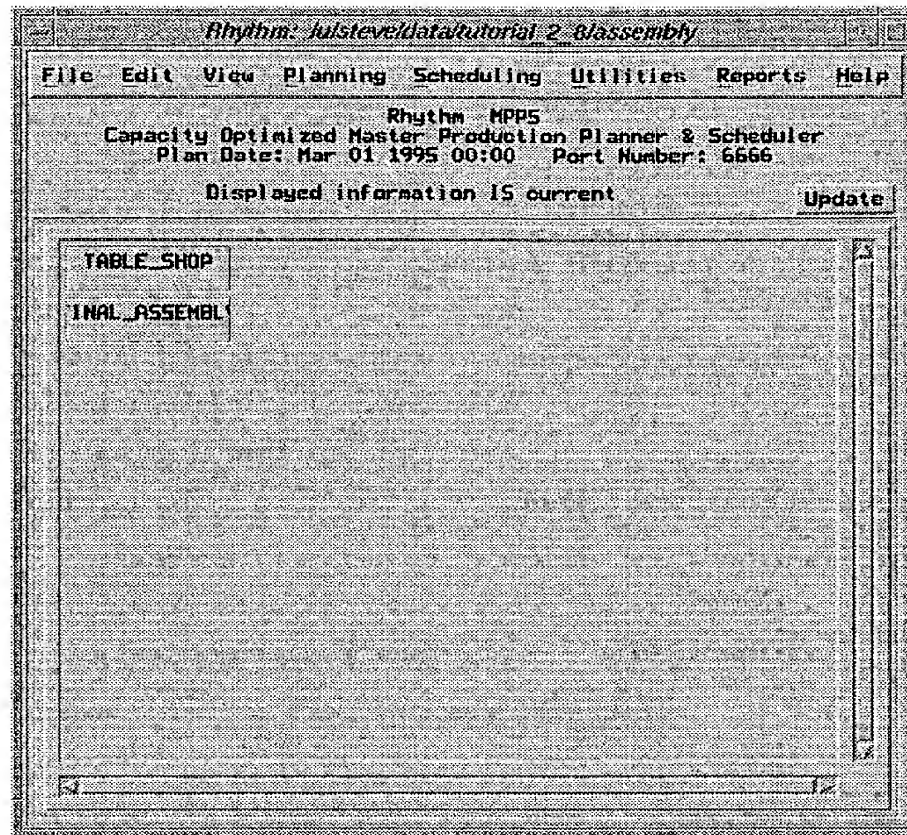 Rhythm: /u/steve/data/tutorial_2_8/assembly
File Edit View Planning Scheduling Utilities Reports Help
Rhythm MPPS
Capacity Optimized Master Production Planner & Scheduler
Plan Date: Mar 01 1995 00:00 Port Number: 6666
Displayed information IS current
Update
TABLE_SHOP
INAL_ASSEMBL